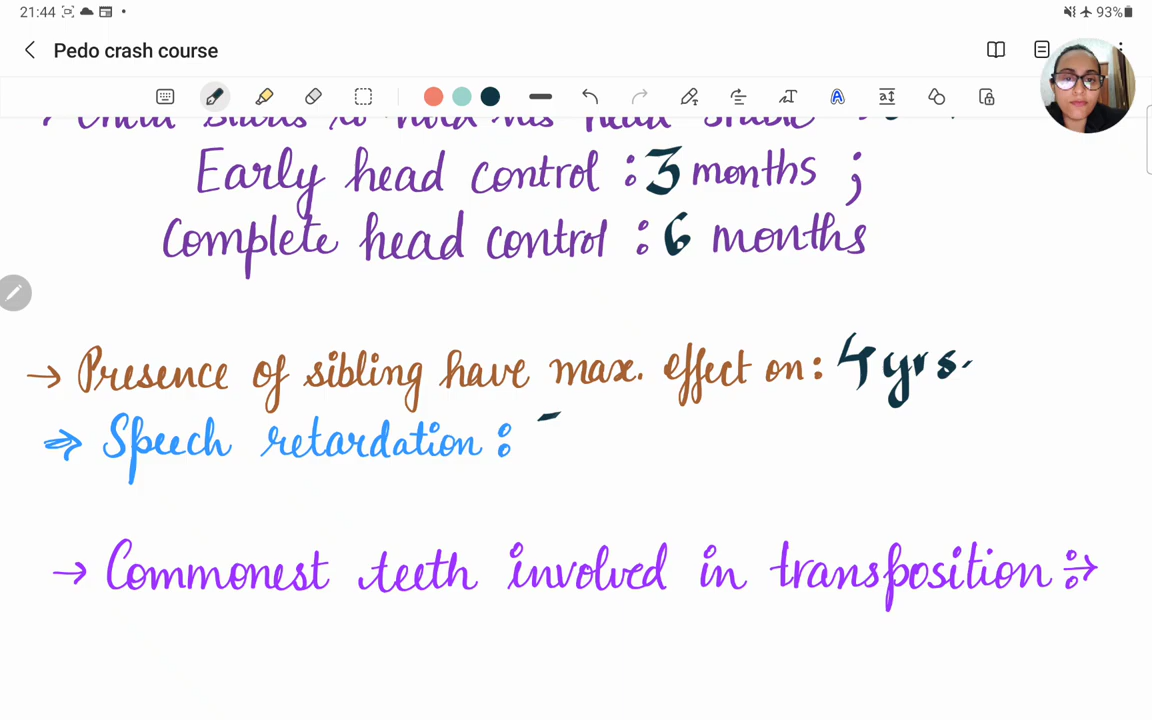 21:44
93%
Pedo crash course
Early head control : 3 months ;
Complete head control : 6 months
→ Presence of sibling have max. effect on : 4 yrs.
⇒ Speech retardation : -
→ Commonest teeth involved in transposition :→